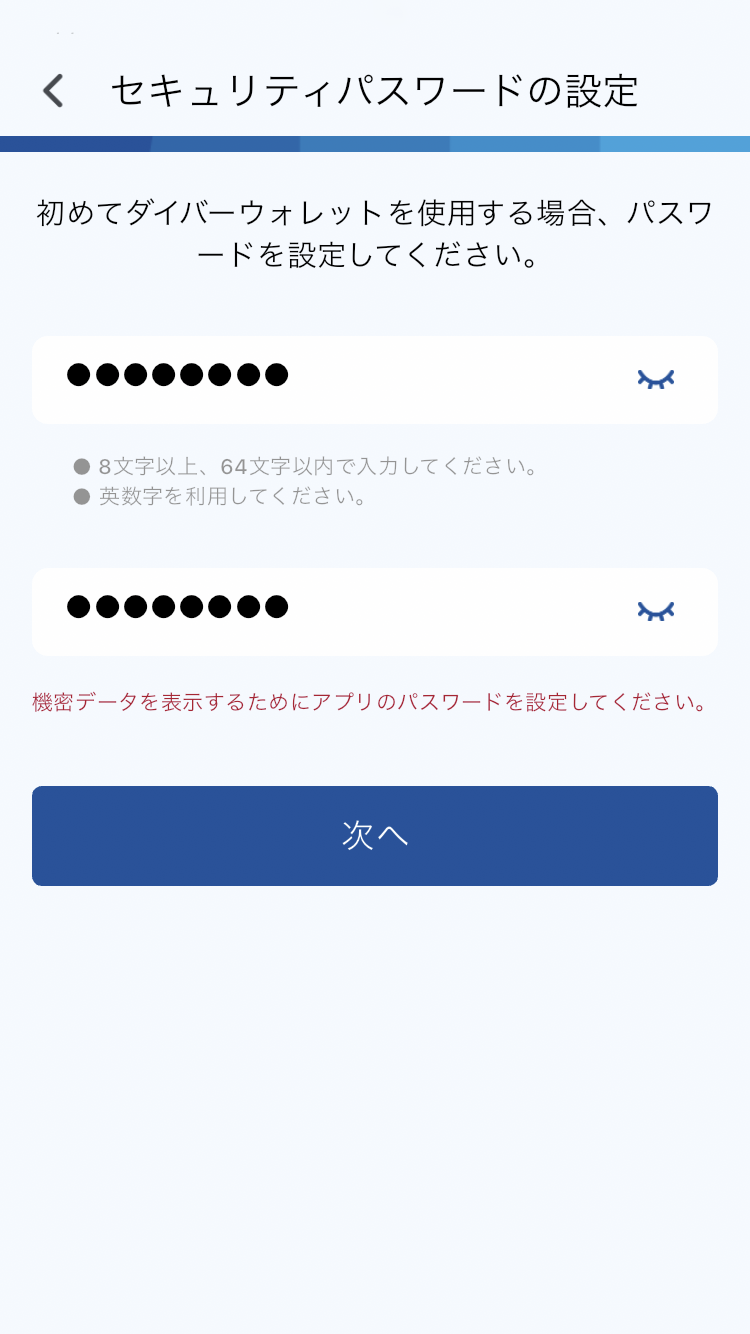 セキュリティパスワードの設定
初めてダイバーウォレットを使用する場合、パスワ
ードを設定してください。
●●●●●●●●
● 8文字以上、64文字以内で入力してください。
● 英数字を利用してください。
●●●●●●●●
機密データを表示するためにアプリのパスワードを設定してください。
次へ